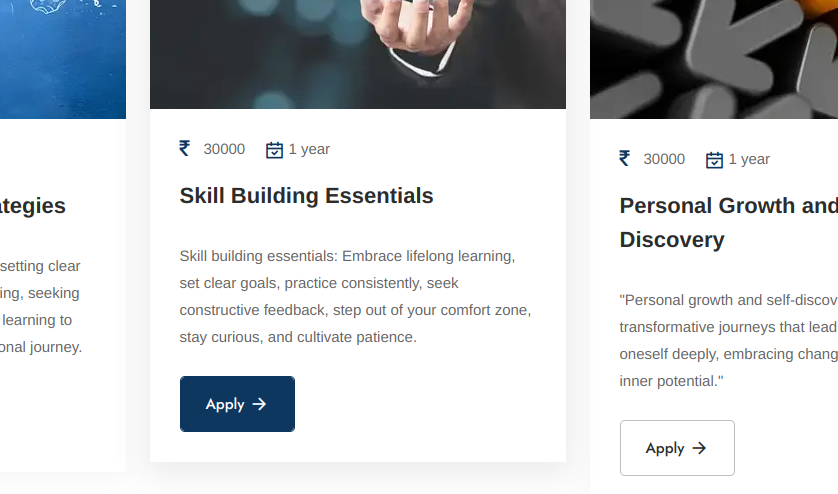 ategies
setting clear
ing, seeking
learning to
onal journey.
₹ 30000 1 year
Skill Building Essentials
Skill building essentials: Embrace lifelong learning,
set clear goals, practice consistently, seek
constructive feedback, step out of your comfort zone,
stay curious, and cultivate patience.
Apply →
₹ 30000 1 year
Personal Growth and
Discovery
"Personal growth and self-discov
transformative journeys that lead
oneself deeply, embracing chang
inner potential."
Apply →